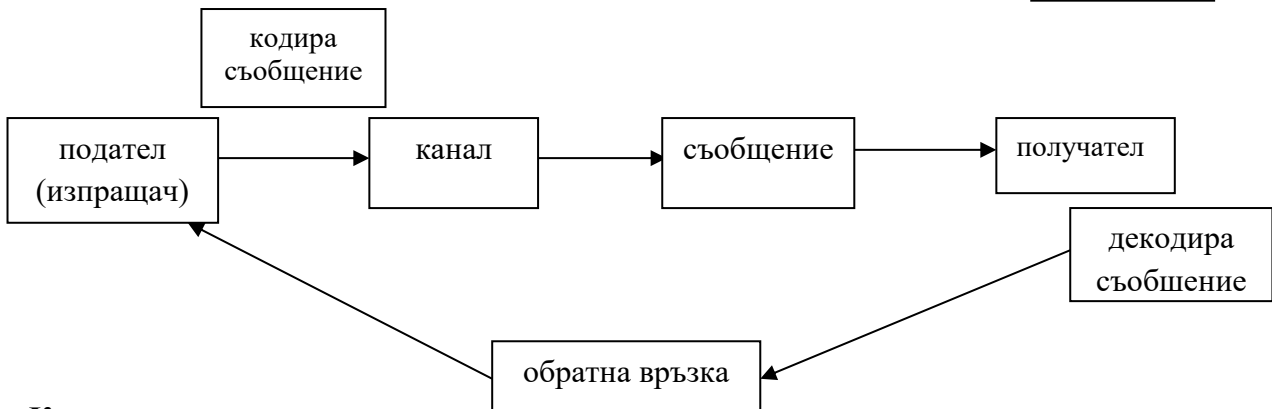 кодира
съобщение
подател
(изпращач)
канал
съобщение
получател
декодира
съобшение
обратна връзка